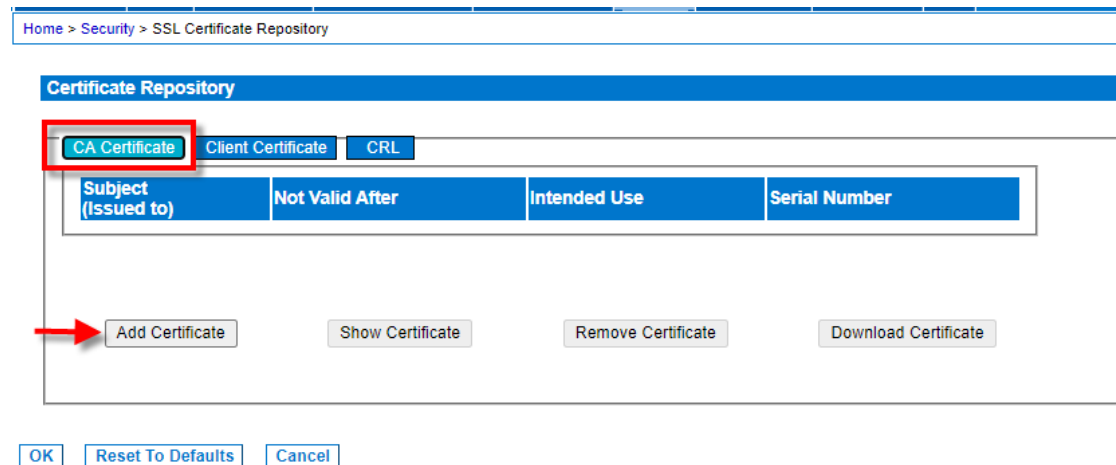 Home > Security > SSL Certificate Repository
Certificate Repository
CA Certificate Client Certificate CRL
Subject
(Issued to) Not Valid After Intended Use Serial Number
Add Certificate Show Certificate Remove Certificate Download Certificate
OK Reset To Defaults Cancel